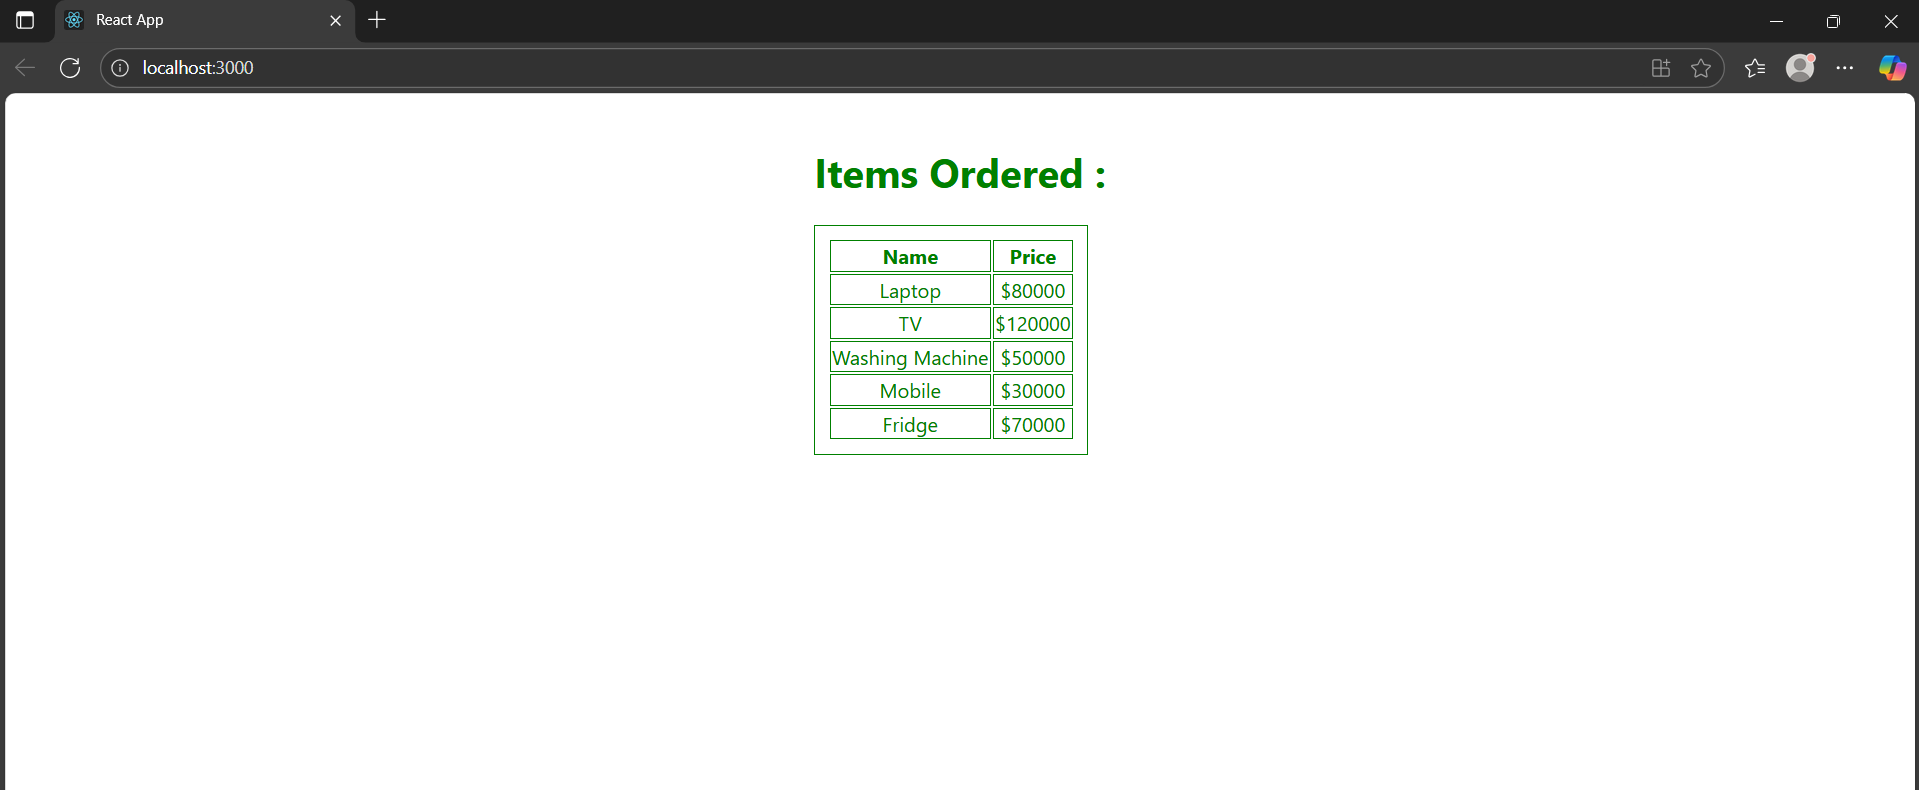 React App
localhost:3000
Items Ordered :
Name Price
Laptop $80000
TV $120000
Washing Machine $50000
Mobile $30000
Fridge $70000